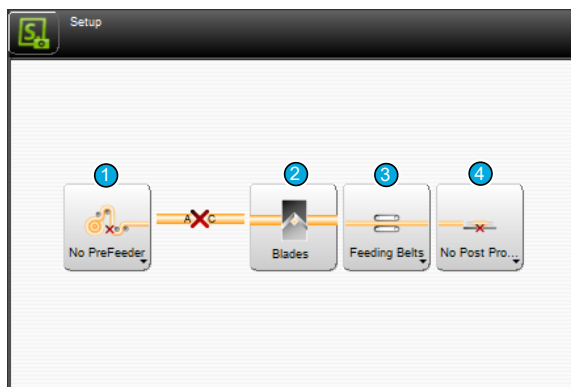 Setup
1
2
3
4
A C
No PreFeeder
Blades
Feeding Belts
No Post Pro...